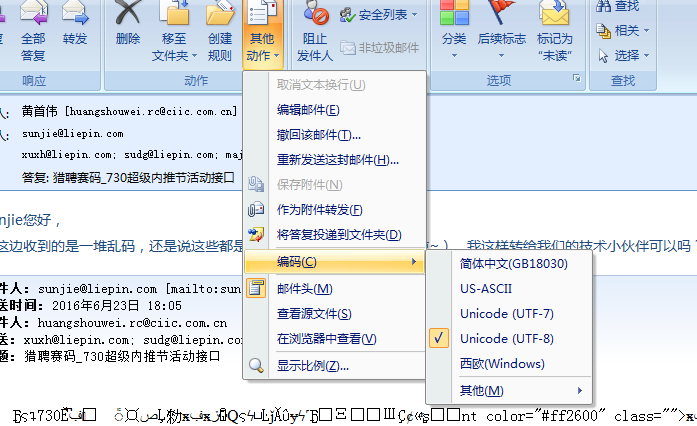 全部 转发
答复
删除 移至 创建 其他 阻止
文件夹 规则 动作 发件人
安全列表
非垃圾邮件
分类 后续标志 标记为
"未读"
查找
相关
选择
响应 动作 选项 查找
黄首伟 [huangshouwei.rc@ciic.com.cn]
sunjie@liepin.com
xuxh@liepin.com; sudg@liepin.com; maj
答复: 猎聘赛码_730超级内推节活动接口
取消文本换行(U)
编辑邮件(E)
撤回该邮件(T)...
重新发送这封邮件(H)...
保存附件(N)
作为附件转发(F)
将答复投递到文件夹(D)
编码(C)
邮件头(M)
查看源文件(S)
在浏览器中查看(V)
显示比例(Z)...
简体中文(GB18030)
US-ASCII
Unicode (UTF-7)
Unicode (UTF-8)
西欧(Windows)
其他(M)
njie您好，
这边收到的是一堆乱码，还是说这些都是 我这样转给我们的技术小伙伴可以吗
件人: sunjie@liepin.com [mailto:sun
送时间: 2016年6月23日 18:05
件人: huangshouwei.rc@ciic.com.cn
送: xuxh@liepin.com; sudg@liepin.com;
题: 猎聘赛码_730超级内推节活动接口
nt color="#ff2600" class="">